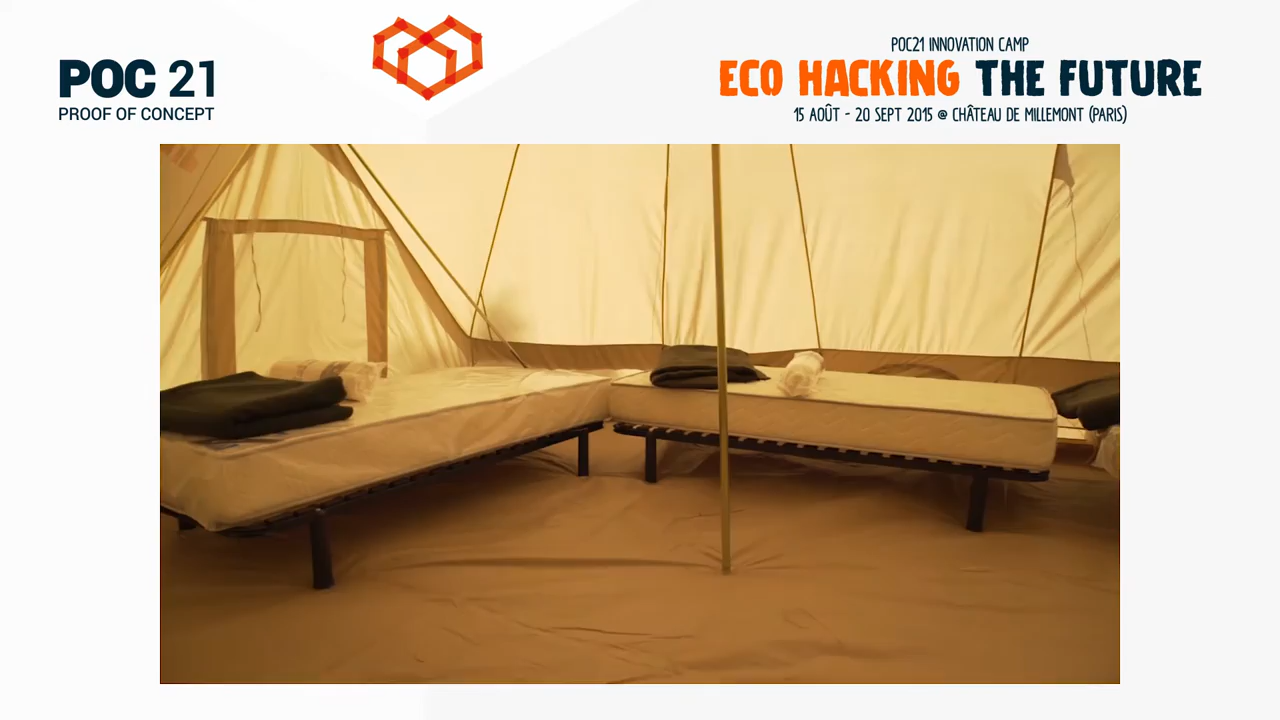 POC 21
PROOF OF CONCEPT
POC21 INNOVATION CAMP
ECO HACKING THE FUTURE
15 AOÛT - 20 SEPT 2015 @ CHÂTEAU DE MILLEMONT (PARIS)